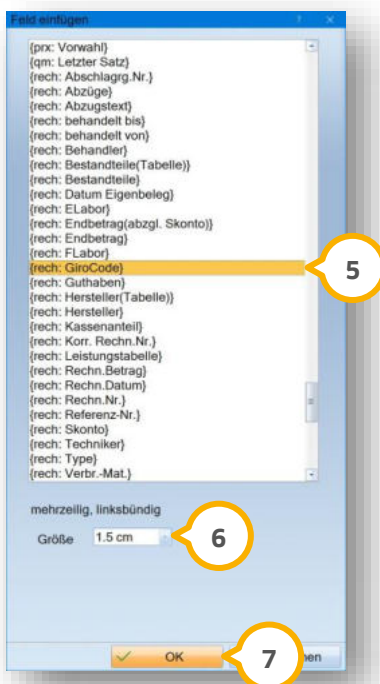 Feld einfügen
{prx: Vorwahl}
{qm: Letzter Satz}
{rech: Abschlagrg.Nr.}
{rech: Abzüge}
{rech: Abzugstext}
{rech: behandelt bis}
{rech: behandelt von}
{rech: Behandler}
{rech: Bestandteile(Tabelle)}
{rech: Bestandteile}
{rech: Datum Eigenbeleg}
{rech: ELabor}
{rech: Endbetrag(abzgl. Skonto)}
{rech: Endbetrag}
{rech: FLabor}
{rech: GiroCode}
5
{rech: Guthaben}
{rech: Hersteller(Tabelle)}
{rech: Hersteller}
{rech: Kassenanteil}
{rech: Korr. Rechn.Nr.}
{rech: Leistungstabelle}
{rech: Rechn.Betrag}
{rech: Rechn.Datum}
{rech: Rechn.Nr.}
{rech: Referenz-Nr.}
{rech: Skonto}
{rech: Techniker}
{rech: Type}
{rech: Verbr.-Mat.}
mehrzeilig, linksbündig
Größe 1.5 cm 6
OK 7 en